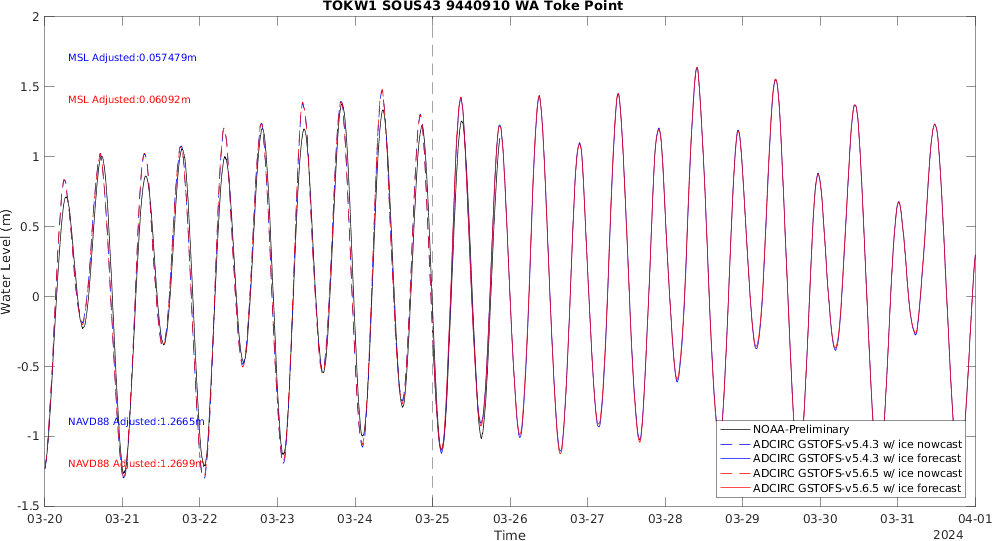 TOKW1 SOUS43 9440910 WA Toke Point
MSL Adjusted:0.057479m
MSL Adjusted:0.06092m
NAVD88 Adjusted:1.2665m
NAVD88 Adjusted:1.2699m
Water Level (m)
2
1.5
1
0.5
0
-0.5
-1
-1.5
NOAA-Preliminary
ADCIRC GSTOFS-v5.4.3 w/ ice nowcast
ADCIRC GSTOFS-v5.4.3 w/ ice forecast
ADCIRC GSTOFS-v5.6.5 w/ ice nowcast
ADCIRC GSTOFS-v5.6.5 w/ ice forecast
03-20 03-21 03-22 03-23 03-24 03-25 03-26 03-27 03-28 03-29 03-30 03-31 04-01
Time
2024